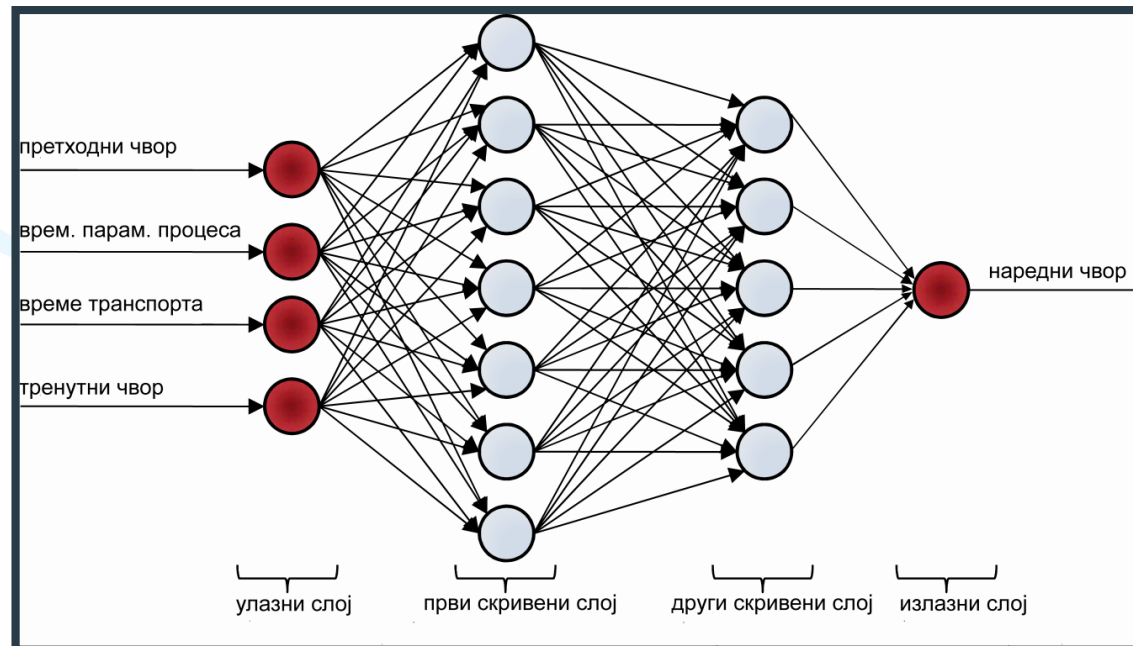 претходни чвор
врем. парам. процеса
време транспорта
тренутни чвор
наредни чвор
улазни слој
први скривени слој
други скривени слој
излазни слој